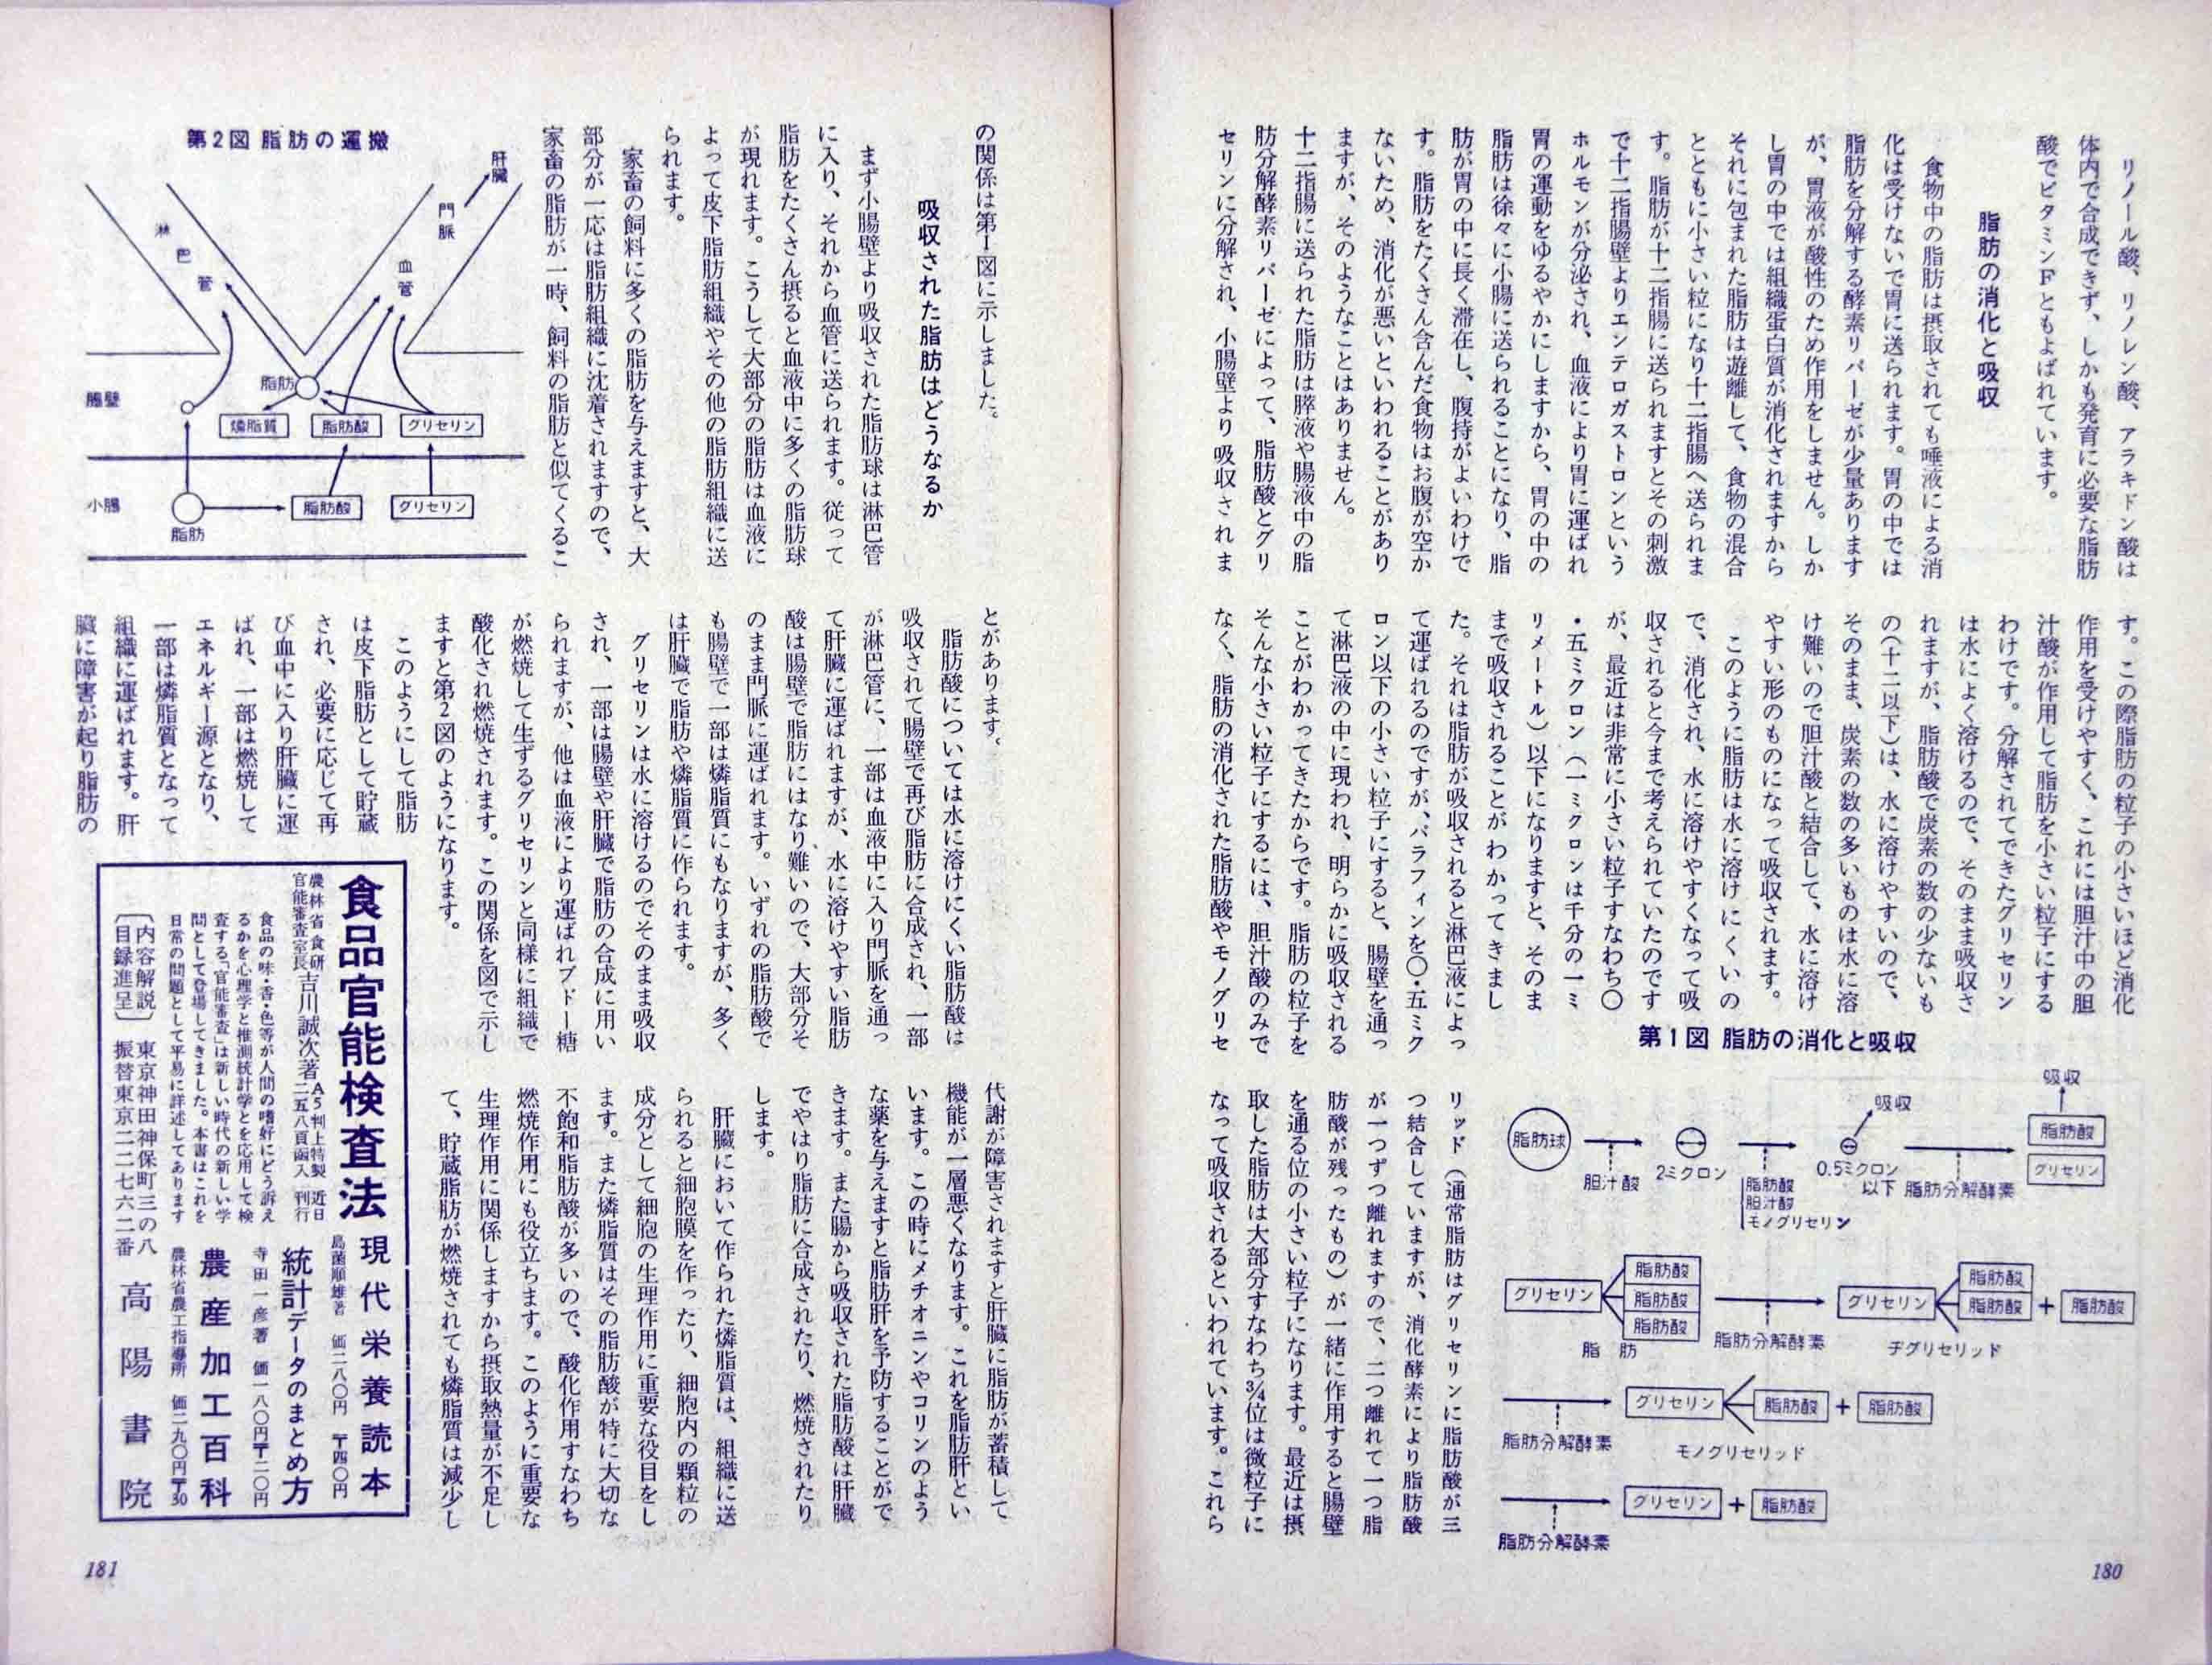 リノール酸、リノレン酸、アラキドン酸は
体内で合成できず、しかも発育に必要な脂肪
酸でビタミンFともよばれています。
脂肪の消化と吸収
食物中の脂肪は摂取されても唾液による消
化は受けないで胃に送られます。胃の中では
脂肪を分解する酵素リパーゼが少量あります
が、胃液が酸性のため作用をしません。しか
し胃の中では組織蛋白質が消化されますから
それに包まれた脂肪は遊離して、食物の混合
とともに小さい粒になり十二指腸へ送られま
す。脂肪が十二指腸に送られますとその刺激
で十二指腸壁よりエンテロガストロンという
ホルモンが分泌され、血液により胃に運ばれ
胃の運動をゆるやかにしますから、胃の中の
脂肪は徐々に小腸に送られることになり、脂
肪が胃の中に長く滞在し、腹持がよいわけで
す。脂肪をたくさん含んだ食物はお腹が空か
ないため、消化が悪いといわれることがあり
ますが、そのようなことはありません。
十二指腸に送られた脂肪は膵液や腸液中の脂
肪分解酵素リパーゼによって、脂肪酸とグリ
セリンに分解され、小腸壁より吸収されま
す。この際脂肪の粒子の小さいほど消化
作用を受けやすく、これには胆汁中の胆
汁酸が作用して脂肪を小さい粒子にする
わけです。分解されてできたグリセリン
は水によく溶けるので、そのまま吸収さ
れますが、脂肪酸で炭素の数の少ないも
の(十二以下)は、水に溶けやすいので、
そのまま、炭素の数の多いものは水に溶
け難いので胆汁酸と結合して、水に溶け
やすい形のものになって吸収されます。
このように脂肪は水に溶けにくいの
で、消化され、水に溶けやすくなって吸
収されると今まで考えられていたのです
が、最近は非常に小さい粒子すなわち〇
・五ミクロン(一ミクロンは千分の一ミ
リメートル)以下になりますと、そのま
まで吸収されることがわかってきまし
た。それは脂肪が吸収されると淋巴液によっ
て運ばれるのですが、パラフィンを〇・五ミク
ロン以下の小さい粒子にすると、腸壁を通っ
て淋巴液の中に現われ、明らかに吸収される
ことがわかってきたからです。脂肪の粒子を
そんな小さい粒子にするには、胆汁酸のみで
なく、脂肪の消化された脂肪酸やモノグリセ
第1図 脂肪の消化と吸収
脂肪球
胆汁酸
2ミクロン
脂肪酸
胆汁酸
モノグリセリン
吸収
0.5ミクロン
以下
脂肪分解酵素
吸収
脂肪酸
グリセリン
グリセリン
脂肪酸
脂肪酸
脂肪酸
脂肪
脂肪分解酵素
グリセリン
脂肪酸
脂肪酸
+
脂肪酸
ヂグリセリッド
脂肪分解酵素
グリセリン
脂肪酸
+
脂肪酸
モノグリセリッド
脂肪分解酵素
グリセリン
+
脂肪酸
リッド(通常脂肪はグリセリンに脂肪酸が三
つ結合していますが、消化酵素により脂肪酸
が一つずつ離れますので、二つ離れて一つ脂
肪酸が残ったもの)が一緒に作用すると腸壁
を通る位の小さい粒子になります。最近は摂
取した脂肪は大部分すなわち¾位は微粒子に
なって吸収されるといわれています。これら
180
の関係は第1図に示しました。
吸収された脂肪はどうなるか
まず小腸壁より吸収された脂肪球は淋巴管
に入り、それから血管に送られます。従って
脂肪をたくさん摂ると血液中に多くの脂肪球
が現れます。こうして大部分の脂肪は血液に
よって皮下脂肪組織やその他の脂肪組織に送
られます。
家畜の飼料に多くの脂肪を与えますと、大
部分が一応は脂肪組織に沈着されますので、
家畜の脂肪が一時、飼料の脂肪と似てくるこ
第2図 脂肪の運搬
肝臓
門脈
血管
淋巴管
脂肪
腸壁
燐脂質
脂肪酸
グリセリン
小腸
脂肪
脂肪酸
グリセリン
とがあります。
脂肪酸については水に溶けにくい脂肪酸は
吸収されて腸壁で再び脂肪に合成され、一部
が淋巴管に、一部は血液中に入り門脈を通っ
て肝臓に運ばれますが、水に溶けやすい脂肪
酸は腸壁で脂肪にはなり難いので、大部分そ
のまま門脈に運ばれます。いずれの脂肪酸で
も腸壁で一部は燐脂質にもなりますが、多く
は肝臓で脂肪や燐脂質に作られます。
グリセリンは水に溶けるのでそのまま吸収
され、一部は腸壁や肝臓で脂肪の合成に用い
られますが、他は血液により運ばれブドー糖
が燃焼して生ずるグリセリンと同様に組織で
酸化され燃焼されます。この関係を図で示し
ますと第2図のようになります。
このようにして脂肪
は皮下脂肪として貯蔵
され、必要に応じて再
び血中に入り肝臓に運
ばれ、一部は燃焼して
エネルギー源となり、
一部は燐脂質となって
組織に運ばれます。肝
臓に障害が起り脂肪の
代謝が障害されますと肝臓に脂肪が蓄積して
機能が一層悪くなります。これを脂肪肝とい
います。この時にメチオニンやコリンのよう
な薬を与えますと脂肪肝を予防することがで
きます。また腸から吸収された脂肪酸は肝臓
でやはり脂肪に合成されたり、燃焼されたり
します。
肝臓において作られた燐脂質は、組織に送
られると細胞膜を作ったり、細胞内の顆粒の
成分として細胞の生理作用に重要な役目をし
ます。また燐脂質はその脂肪酸が特に大切な
不飽和脂肪酸が多いので、酸化作用すなわち
燃焼作用にも役立ちます。このように重要な
生理作用に関係しますから摂取熱量が不足し
て、貯蔵脂肪が燃焼されても燐脂質は減少し
食品官能検査法
農林省食研
官能審査室長 吉川誠次著
A5判上特製
二五八頁函入
近日
刊行
食品の味・香・色等が人間の嗜好にどう訴え
るかを心理学と推測統計学とを応用して検
査する「官能審査」は新しい時代の新しい学
問として登場してきました。本書はこれを
日常の問題として平易に詳述してあります
〔内容解説
目録進呈〕
現代栄養読本
島薗順雄著 価二八〇円 〒四〇円
統計データのまとめ方
寺田一彦著 価一八〇円〒二〇円
農産加工百科
農林省農工指導所 価二九〇円〒30
東京神田神保町三の八
振替東京二二七六二番
高陽書院
181